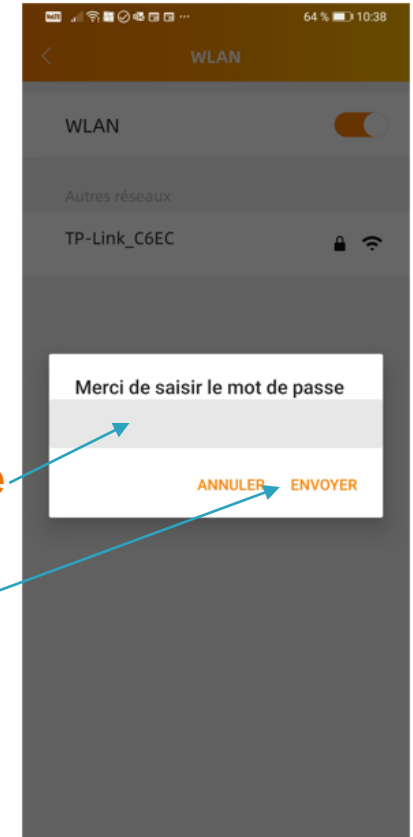 64 % 10:38
WLAN
WLAN
Autres réseaux
TP-Link_C6EC
Merci de saisir le mot de passe
e
ANNULER ENVOYER